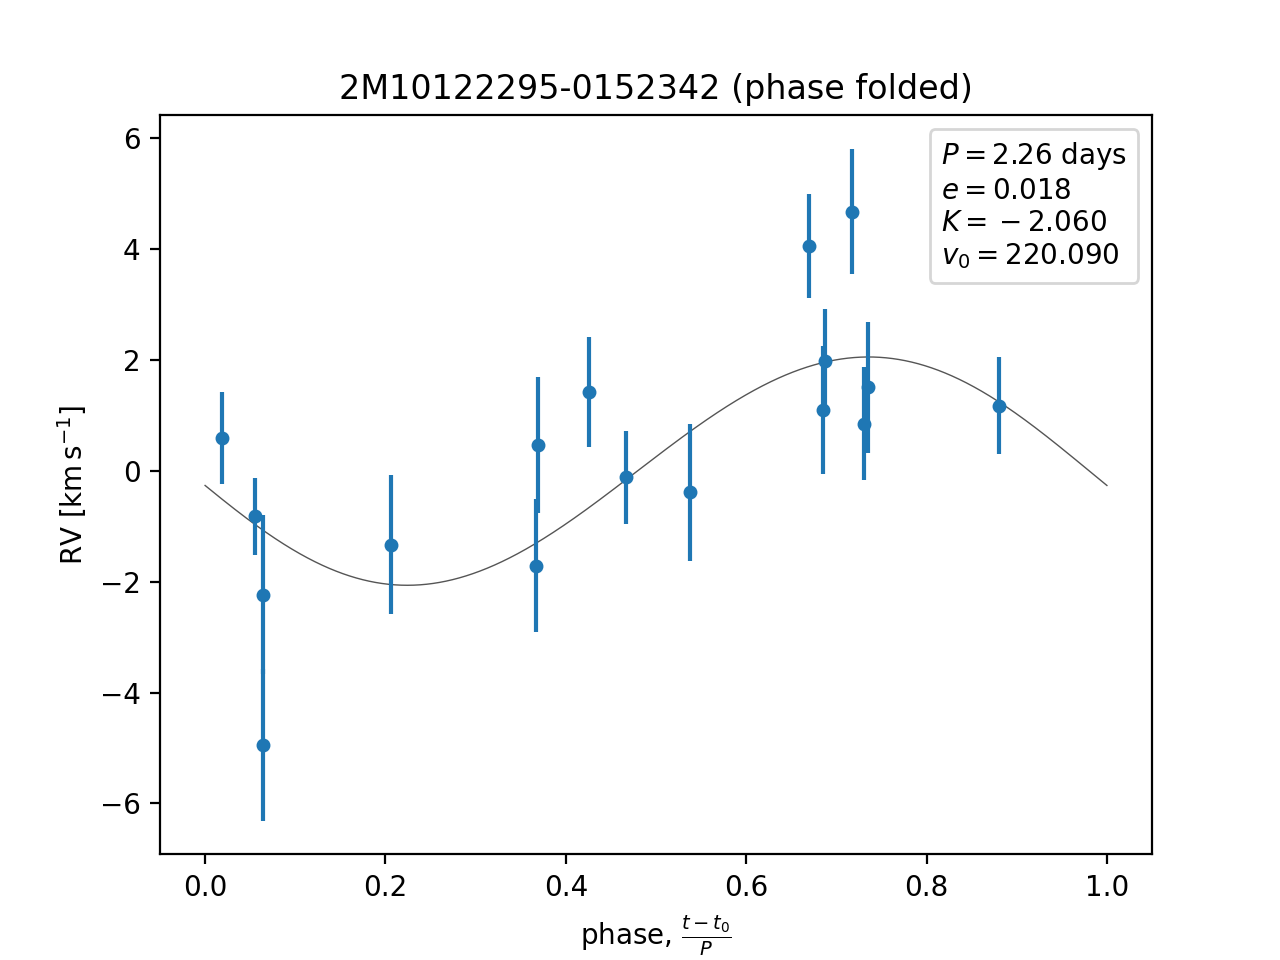 2M10122295-0152342 (phase folded)
P = 2.26 days
e = 0.018
K = −2.060
v₀ = 220.090
6
4
2
0
−2
−4
−6
RV [km s⁻¹]
0.0 0.2 0.4 0.6 0.8 1.0
phase, (t − t₀)/P